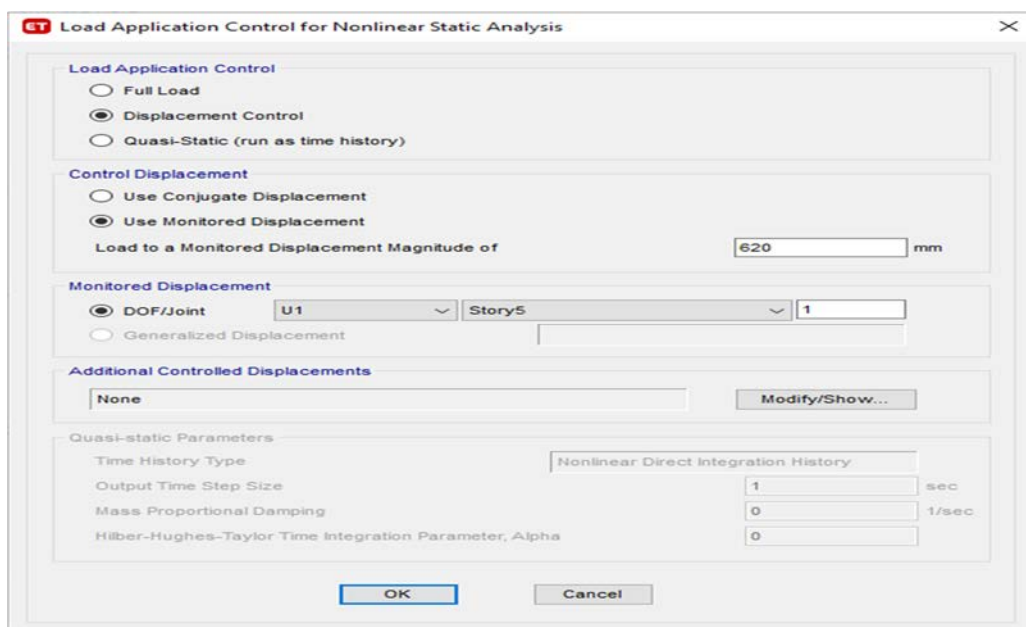 ET Load Application Control for Nonlinear Static Analysis
Load Application Control
Full Load
Displacement Control
Quasi-Static (run as time history)
Control Displacement
Use Conjugate Displacement
Use Monitored Displacement
Load to a Monitored Displacement Magnitude of 620 mm
Monitored Displacement
DOF/Joint U1 Story5 1
Generalized Displacement
Additional Controlled Displacements
None Modify/Show...
Quasi-static Parameters
Time History Type Nonlinear Direct Integration History
Output Time Step Size 1 sec
Mass Proportional Damping 0 1/sec
Hilber-Hughes-Taylor Time Integration Parameter, Alpha 0
OK Cancel